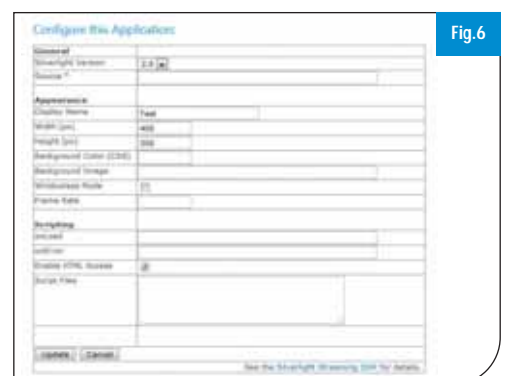 Fig.6
Configure this Application
General
Silverlight Version 2.0
Source *
Appearance
Display Name Test
Width (px) 400
Height (px) 300
Background Color (CSS)
Background Image
Windowless Mode
Frame Rate
Scripting
onLoad
onError
Enable HTML Access
Script Files
Update Cancel
See the Silverlight Streaming SDK for details.